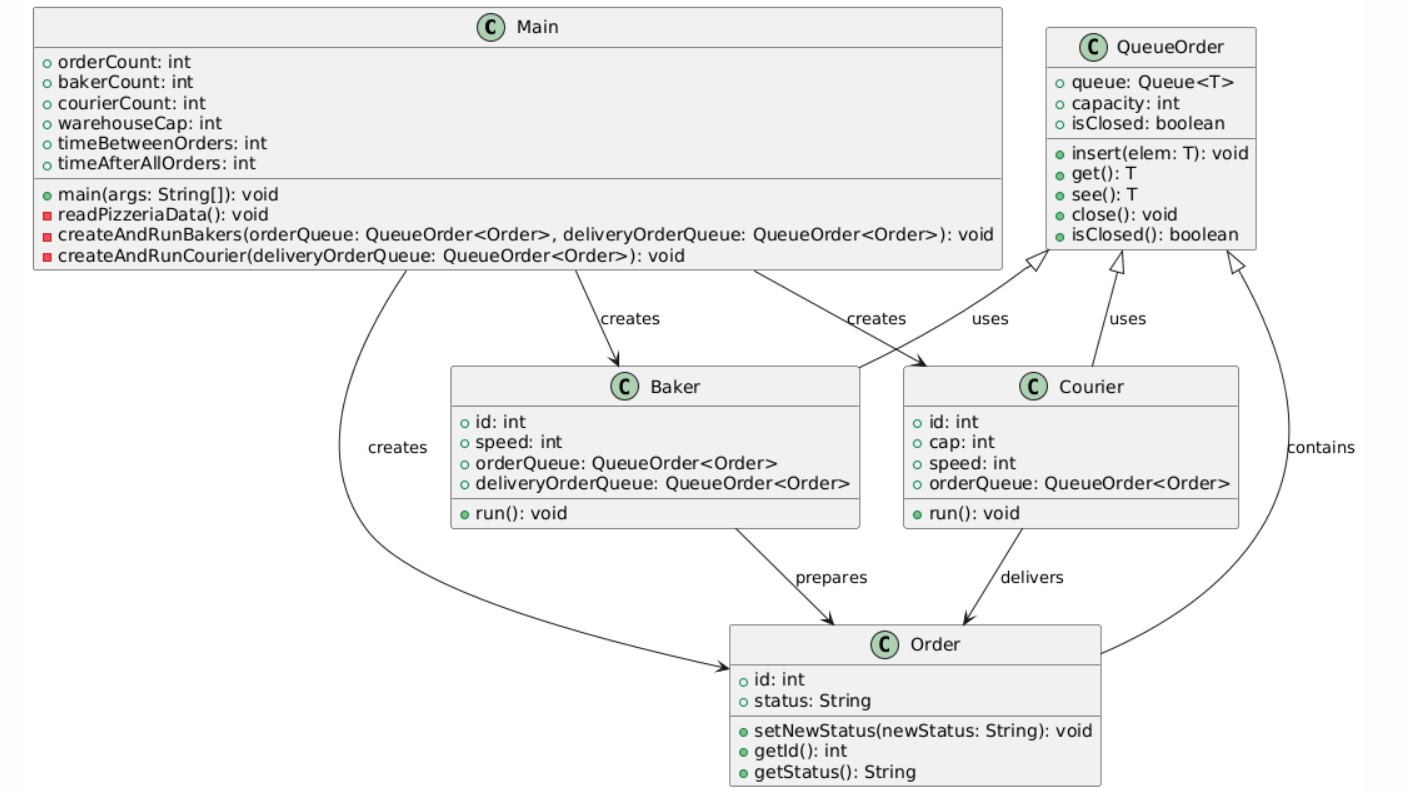 C Main
orderCount: int
bakerCount: int
courierCount: int
warehouseCap: int
timeBetweenOrders: int
timeAfterAllOrders: int
main(args: String[]): void
readPizzeriaData(): void
createAndRunBakers(orderQueue: QueueOrder<Order>, deliveryOrderQueue: QueueOrder<Order>): void
createAndRunCourier(deliveryOrderQueue: QueueOrder<Order>): void
C QueueOrder
queue: Queue<T>
capacity: int
isClosed: boolean
insert(elem: T): void
get(): T
see(): T
close(): void
isClosed(): boolean
creates
creates
uses
uses
C Baker
id: int
speed: int
orderQueue: QueueOrder<Order>
deliveryOrderQueue: QueueOrder<Order>
run(): void
C Courier
id: int
cap: int
speed: int
orderQueue: QueueOrder<Order>
run(): void
creates
contains
prepares
delivers
C Order
id: int
status: String
setNewStatus(newStatus: String): void
getId(): int
getStatus(): String